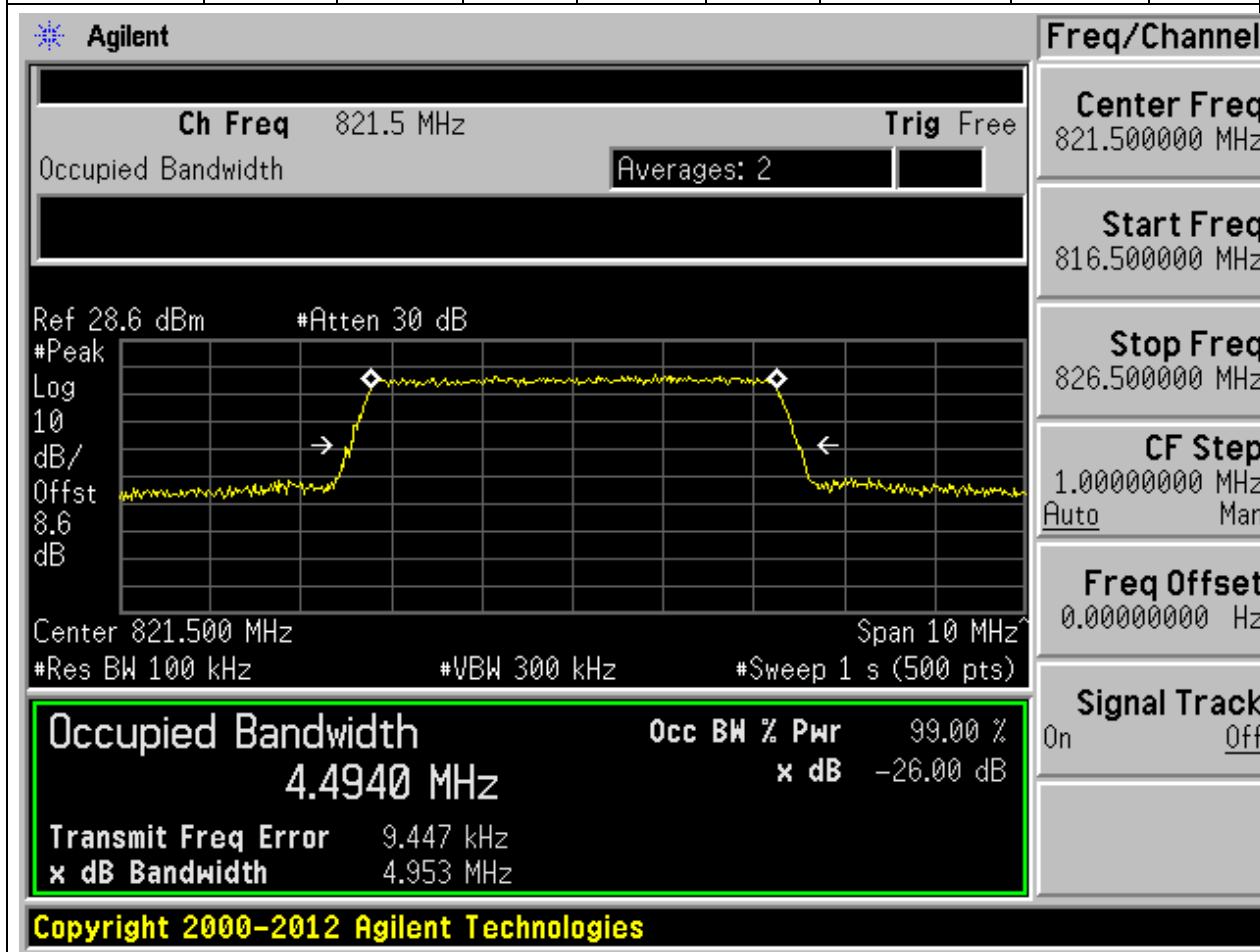 Agilent
Freq/Channel
Ch Freq 821.5 MHz Trig Free
Occupied Bandwidth Averages: 2
Center Freq
821.500000 MHz
Start Freq
816.500000 MHz
Stop Freq
826.500000 MHz
CF Step
1.00000000 MHz
Auto Man
Freq Offset
0.00000000 Hz
Signal Track
On Off
Ref 28.6 dBm #Atten 30 dB
#Peak
Log
10
dB/
Offst
8.6
dB
Center 821.500 MHz Span 10 MHz^
#Res BW 100 kHz #VBW 300 kHz #Sweep 1 s (500 pts)
Occupied Bandwidth Occ BW % Pwr 99.00 %
4.4940 MHz x dB -26.00 dB
Transmit Freq Error 9.447 kHz
x dB Bandwidth 4.953 MHz
Copyright 2000-2012 Agilent Technologies